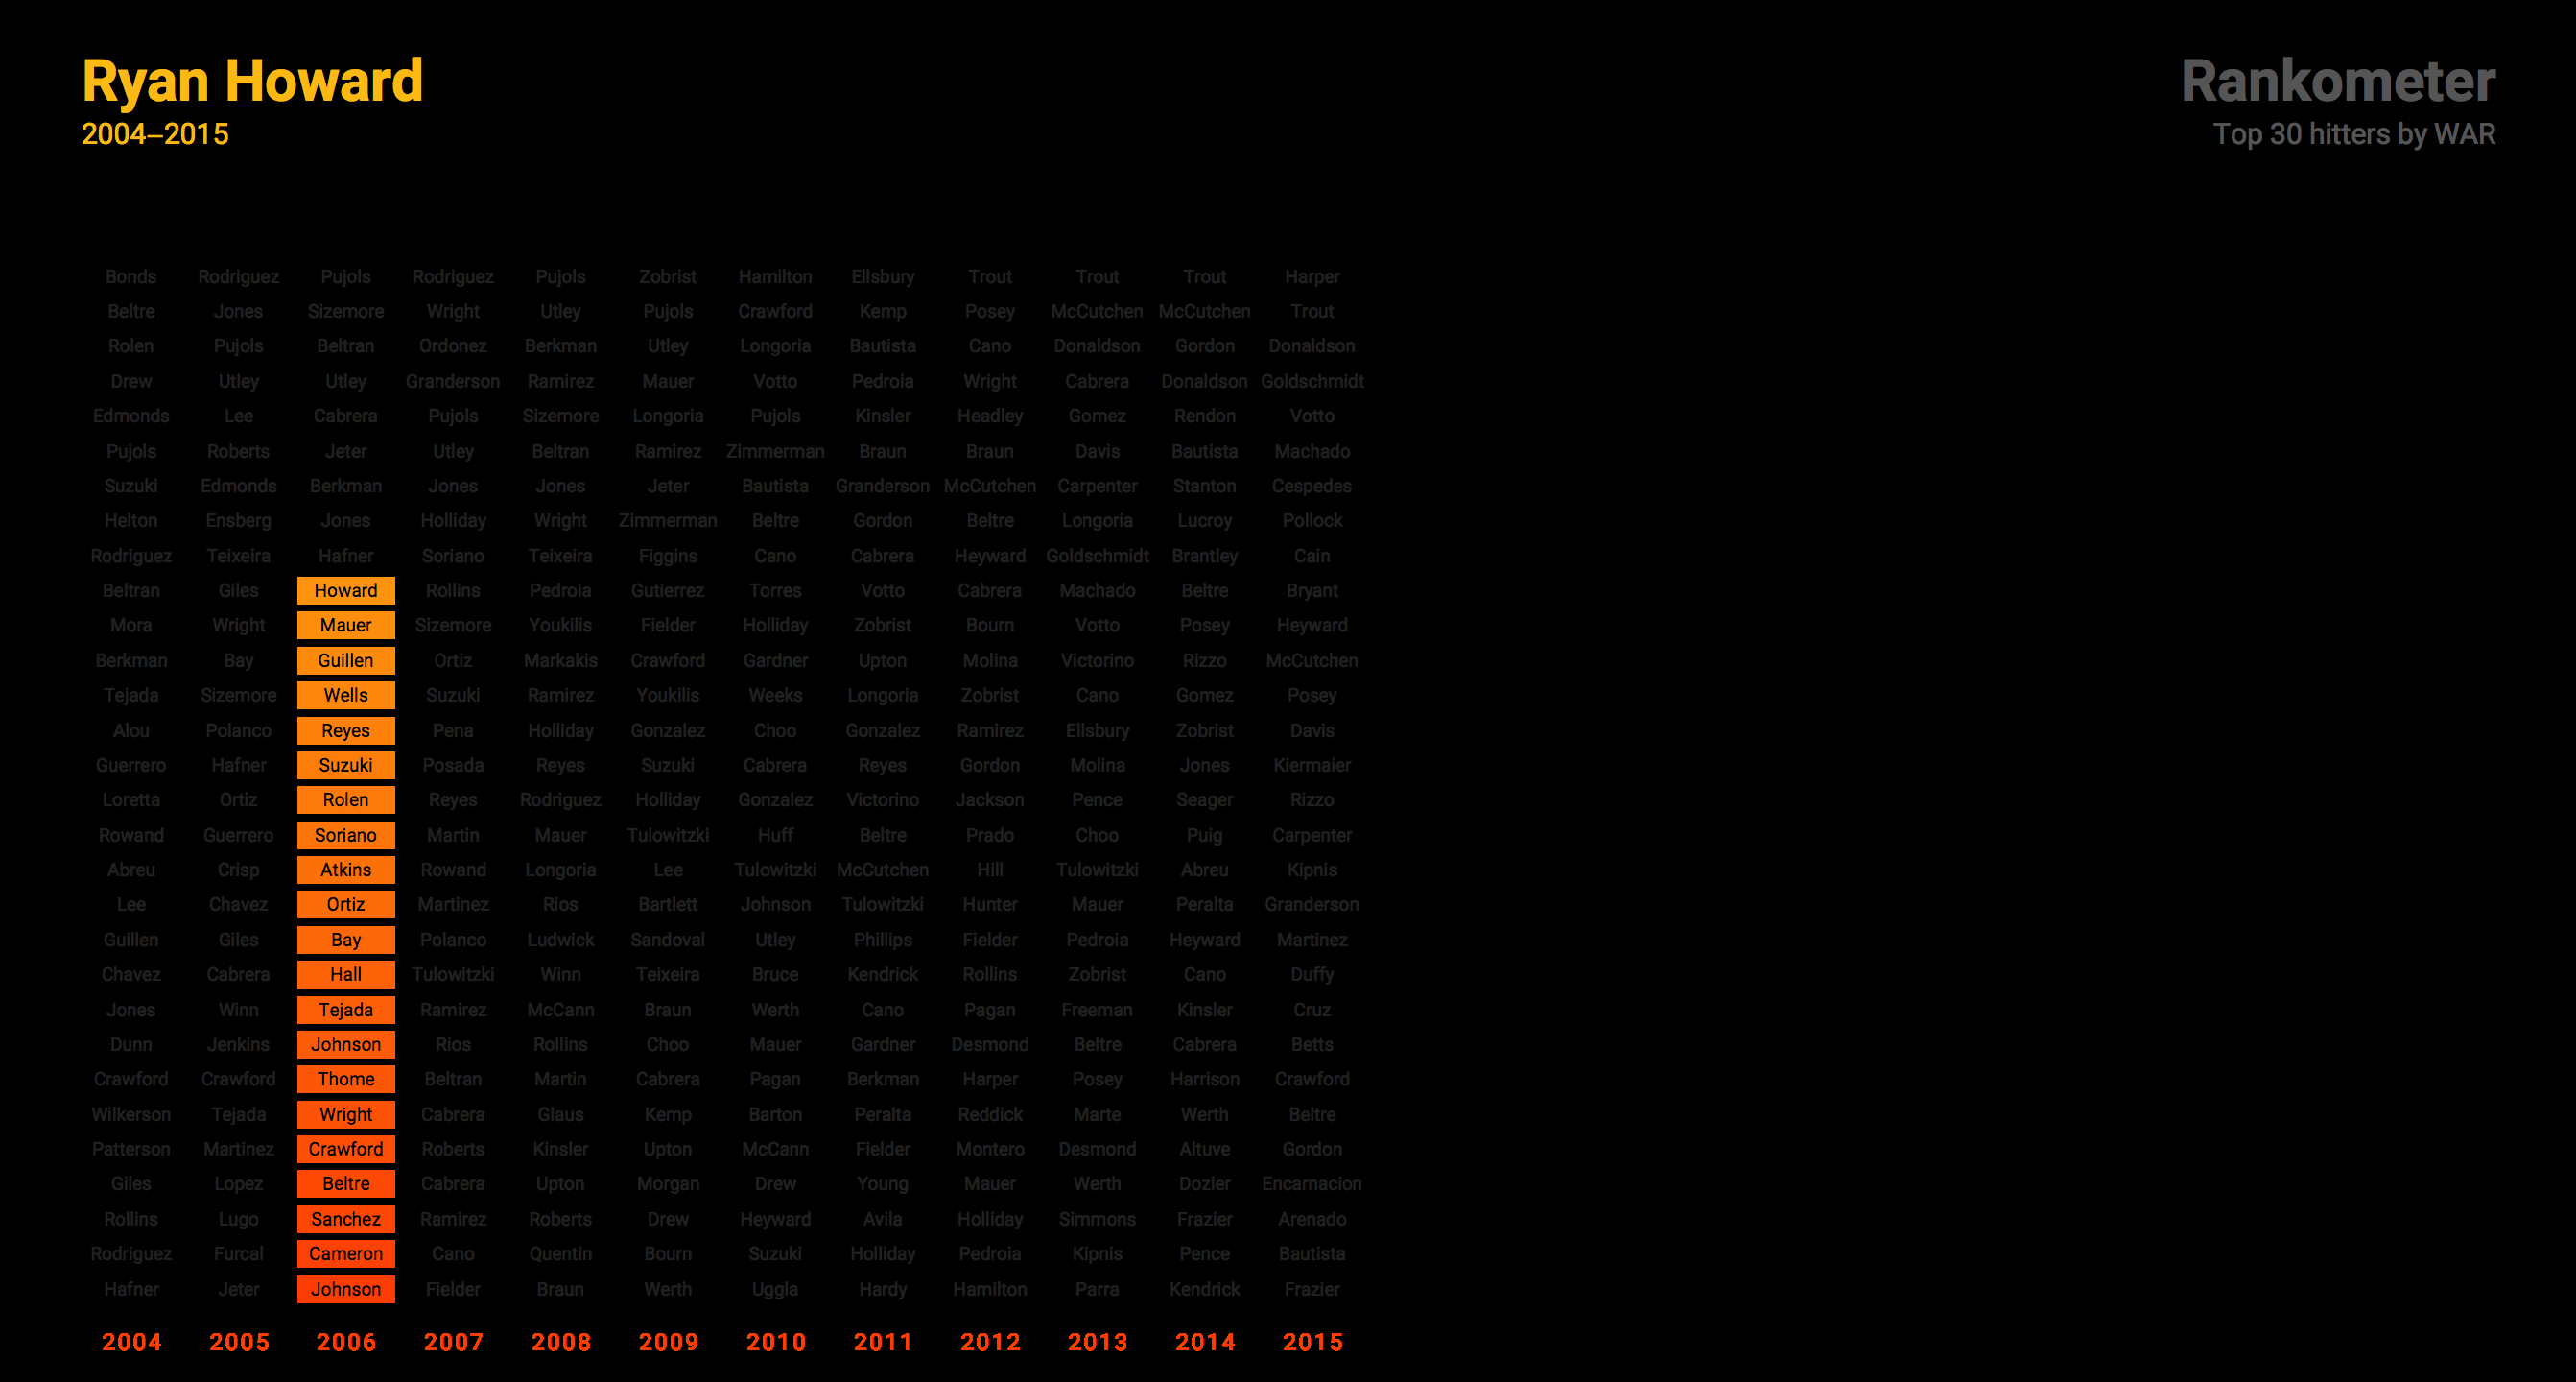 Ryan Howard
2004–2015
Rankometer
Top 30 hitters by WAR
Bonds Rodriguez Pujols Rodriguez Pujols Zobrist Hamilton Ellsbury Trout Trout Trout Harper
Beltre Jones Sizemore Wright Utley Pujols Crawford Kemp Posey McCutchen McCutchen Trout
Rolen Pujols Beltran Ordonez Berkman Utley Longoria Bautista Cano Donaldson Gordon Donaldson
Drew Utley Utley Granderson Ramirez Mauer Votto Pedroia Wright Cabrera Donaldson Goldschmidt
Edmonds Lee Cabrera Pujols Sizemore Longoria Pujols Kinsler Headley Gomez Rendon Votto
Pujols Roberts Jeter Utley Beltran Ramirez Zimmerman Braun Braun Davis Bautista Machado
Suzuki Edmonds Berkman Jones Jones Jeter Bautista Granderson McCutchen Carpenter Stanton Cespedes
Helton Ensberg Jones Holliday Wright Zimmerman Beltre Gordon Beltre Longoria Lucroy Pollock
Rodriguez Teixeira Hafner Soriano Teixeira Figgins Cano Cabrera Heyward Goldschmidt Brantley Cain
Beltran Giles Howard Rollins Pedroia Gutierrez Torres Votto Cabrera Machado Beltre Bryant
Mora Wright Mauer Sizemore Youkilis Fielder Holliday Zobrist Bourn Votto Posey Heyward
Berkman Bay Guillen Ortiz Markakis Crawford Gardner Upton Molina Victorino Rizzo McCutchen
Tejada Sizemore Wells Suzuki Ramirez Youkilis Weeks Longoria Zobrist Cano Gomez Posey
Alou Polanco Reyes Pena Holliday Gonzalez Choo Gonzalez Ramirez Ellsbury Zobrist Davis
Guerrero Hafner Suzuki Posada Reyes Suzuki Cabrera Reyes Gordon Molina Jones Kiermaier
Loretta Ortiz Rolen Reyes Rodriguez Holliday Gonzalez Victorino Jackson Pence Seager Rizzo
Rowand Guerrero Soriano Martin Mauer Tulowitzki Huff Beltre Prado Choo Puig Carpenter
Abreu Crisp Atkins Rowand Longoria Lee Tulowitzki McCutchen Hill Tulowitzki Abreu Kipnis
Lee Chavez Ortiz Martinez Rios Bartlett Johnson Tulowitzki Hunter Mauer Peralta Granderson
Guillen Giles Bay Polanco Ludwick Sandoval Utley Phillips Fielder Pedroia Heyward Martinez
Chavez Cabrera Hall Tulowitzki Winn Teixeira Bruce Kendrick Rollins Zobrist Cano Duffy
Jones Winn Tejada Ramirez McCann Braun Werth Cano Pagan Freeman Kinsler Cruz
Dunn Jenkins Johnson Rios Rollins Choo Mauer Gardner Desmond Beltre Cabrera Betts
Crawford Crawford Thome Beltran Martin Cabrera Pagan Berkman Harper Posey Harrison Crawford
Wilkerson Tejada Wright Cabrera Glaus Kemp Barton Peralta Reddick Marte Werth Beltre
Patterson Martinez Crawford Roberts Kinsler Upton McCann Fielder Montero Desmond Altuve Gordon
Giles Lopez Beltre Cabrera Upton Morgan Drew Young Mauer Werth Dozier Encarnacion
Rollins Lugo Sanchez Ramirez Roberts Drew Heyward Avila Holliday Simmons Frazier Arenado
Rodriguez Furcal Cameron Cano Quentin Bourn Suzuki Holliday Pedroia Kipnis Pence Bautista
Hafner Jeter Johnson Fielder Braun Werth Uggla Hardy Hamilton Parra Kendrick Frazier
2004 2005 2006 2007 2008 2009 2010 2011 2012 2013 2014 2015